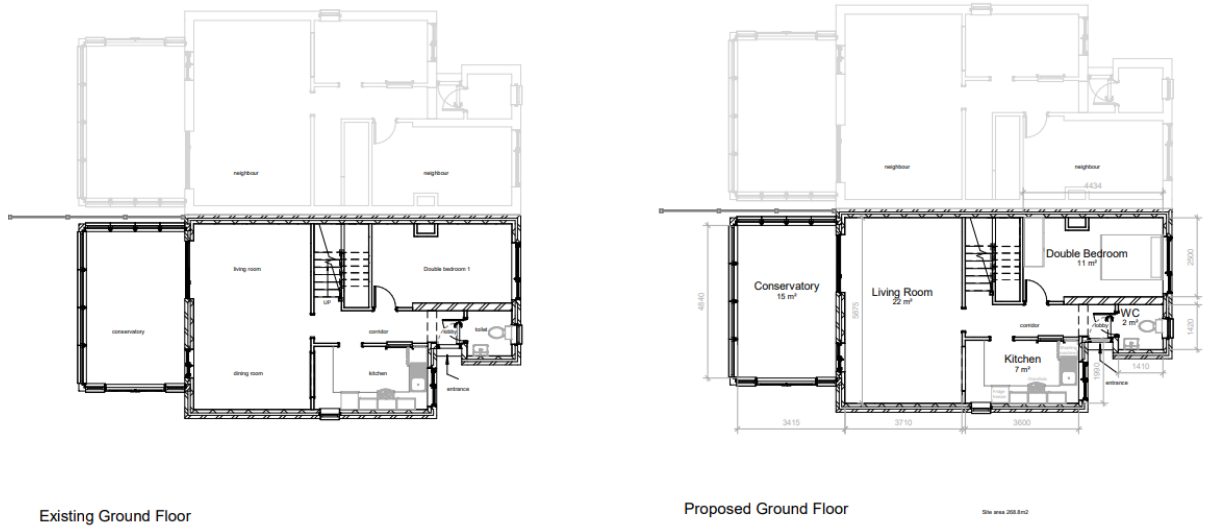 neighbour
neighbour
living room
Double bedroom 1
UP
conservatory
corridor
lobby
toilet
dining room
kitchen
entrance
Existing Ground Floor
neighbour
neighbour
4434
Double Bedroom
11 m²
2500
4840
Conservatory
15 m²
Living Room
22 m²
5875
WC
2 m²
corridor
lobby
1420
Kitchen
7 m²
1990
1410
entrance
3415
3710
3600
Proposed Ground Floor
Site area 268.8m2